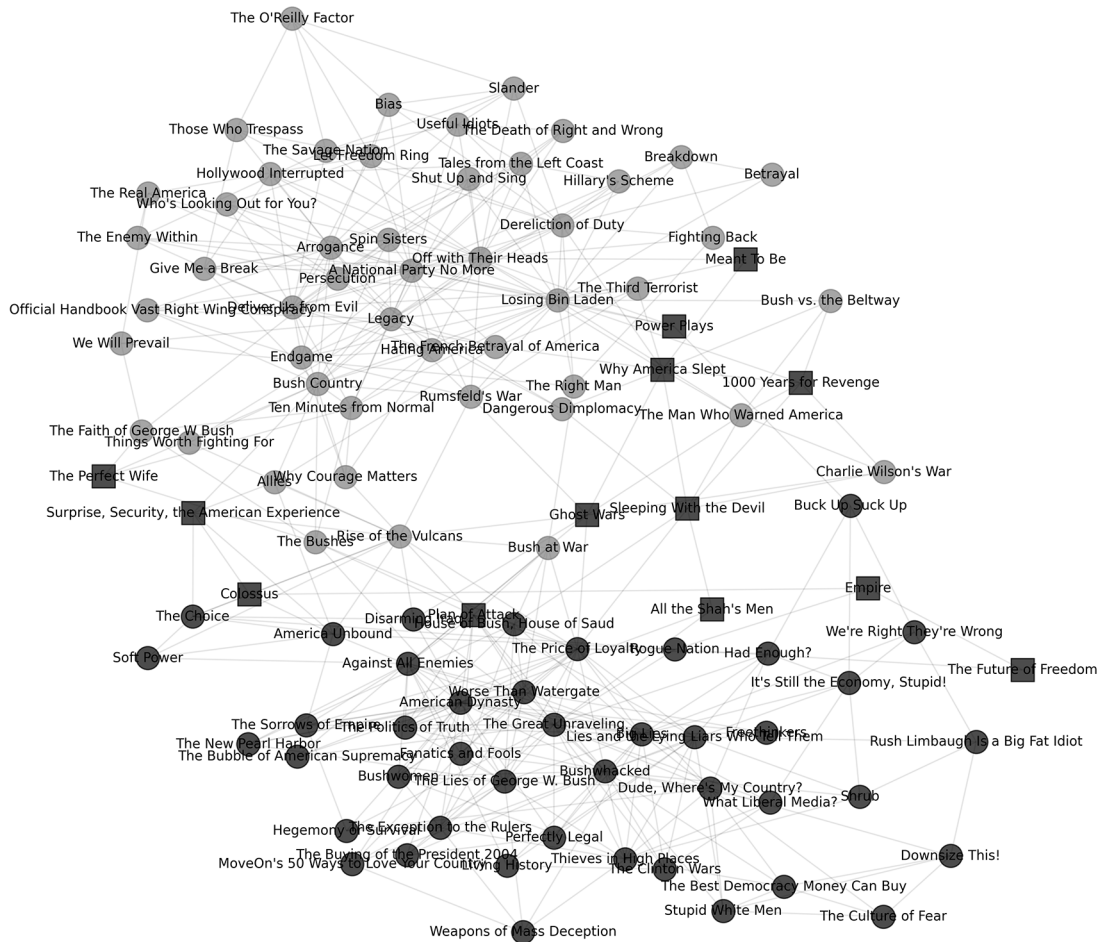 The O'Reilly Factor
Slander
Bias
Useful Idiots
Those Who Trespass
The Death of Right and Wrong
The Savage Nation
Let Freedom Ring
Breakdown
Tales from the Left Coast
Hollywood Interrupted
Betrayal
Shut Up and Sing
Hillary's Scheme
The Real America
Who's Looking Out for You?
Dereliction of Duty
The Enemy Within
Spin Sisters
Fighting Back
Arrogance
Off with Their Heads
Meant To Be
Give Me a Break
A National Party No More
Persecution
The Third Terrorist
Losing Bin Laden
Bush vs. the Beltway
Official Handbook Vast Right Wing Conspiracy
Deliver Us from Evil
Legacy
Power Plays
We Will Prevail
The French Betrayal of America
Hating America
Endgame
Why America Slept
Bush Country
1000 Years for Revenge
The Right Man
Rumsfeld's War
Ten Minutes from Normal
Dangerous Dimplomacy
The Man Who Warned America
The Faith of George W Bush
Things Worth Fighting For
Charlie Wilson's War
The Perfect Wife
Why Courage Matters
Allies
Buck Up Suck Up
Sleeping With the Devil
Surprise, Security, the American Experience
Ghost Wars
Rise of the Vulcans
The Bushes
Bush at War
Empire
Colossus
All the Shah's Men
Plan of Attack
The Choice
Disarming Iraq
House of Bush, House of Saud
America Unbound
We're Right They're Wrong
The Price of Loyalty
Rogue Nation
Had Enough?
Soft Power
Against All Enemies
The Future of Freedom
It's Still the Economy, Stupid!
Worse Than Watergate
American Dynasty
The Sorrows of Empire
The Politics of Truth
The Great Unraveling
Big Lies
Freethinkers
Lies and the Lying Liars Who Tell Them
Rush Limbaugh Is a Big Fat Idiot
The New Pearl Harbor
The Bubble of American Supremacy
Fanatics and Fools
Bushwhacked
Bushwomen
The Lies of George W. Bush
Dude, Where's My Country?
Shrub
What Liberal Media?
The Exception to the Rulers
Hegemony or Survival
Perfectly Legal
The Buying of the President 2004
Downsize This!
Thieves in High Places
MoveOn's 50 Ways to Love Your Country
Living History
The Clinton Wars
The Best Democracy Money Can Buy
Stupid White Men
The Culture of Fear
Weapons of Mass Deception